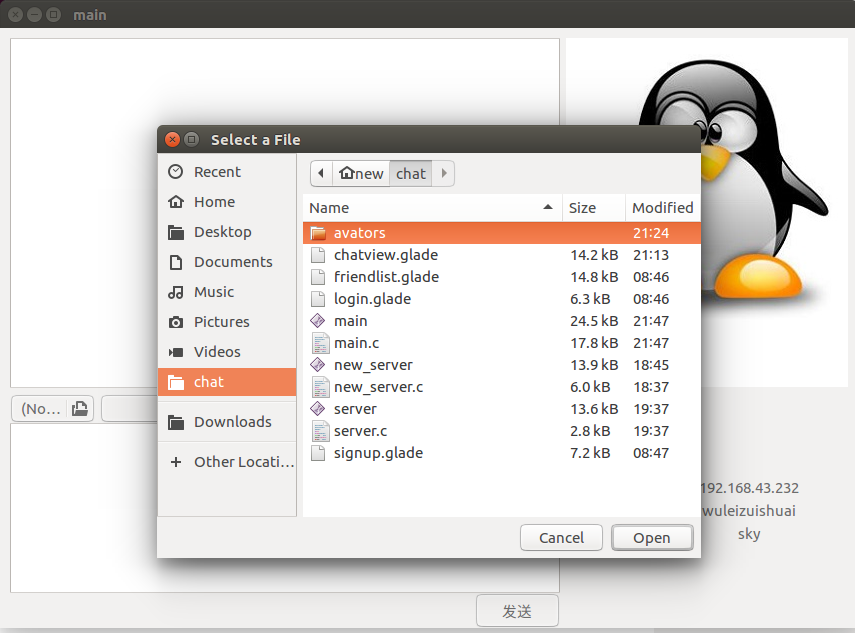 main
Select a File
Recent
Home
Desktop
Documents
Music
Pictures
Videos
chat
Downloads
Other Locati…
new chat
Name Size Modified
avators 21:24
chatview.glade 14.2 kB 21:13
friendlist.glade 14.8 kB 08:46
login.glade 6.3 kB 08:46
main 24.5 kB 21:47
main.c 17.8 kB 21:47
new_server 13.9 kB 18:45
new_server.c 6.0 kB 18:37
server 13.6 kB 19:37
server.c 2.8 kB 19:37
signup.glade 7.2 kB 08:47
Cancel Open
(No…
192.168.43.232
wuleizuishuai
sky
发送